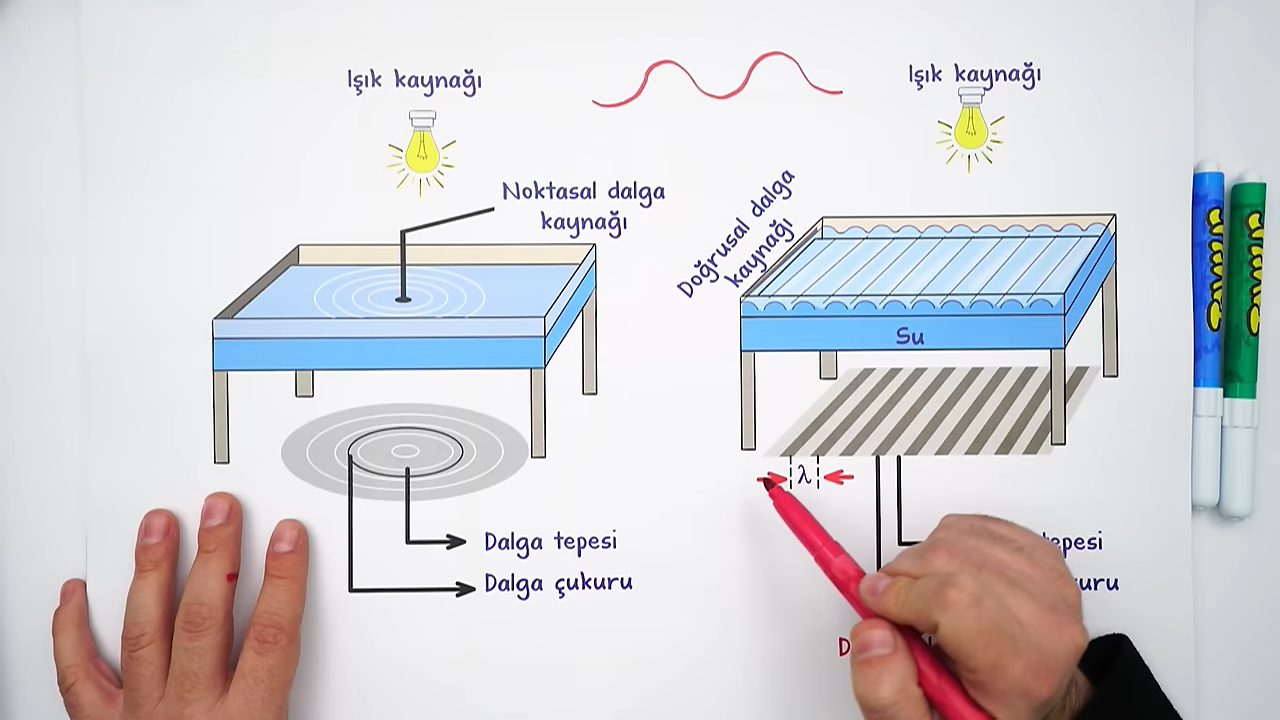 Işık kaynağı
Noktasal dalga
kaynağı
Dalga tepesi
Dalga çukuru
Işık kaynağı
Doğrusal dalga
kaynağı
Su
λ